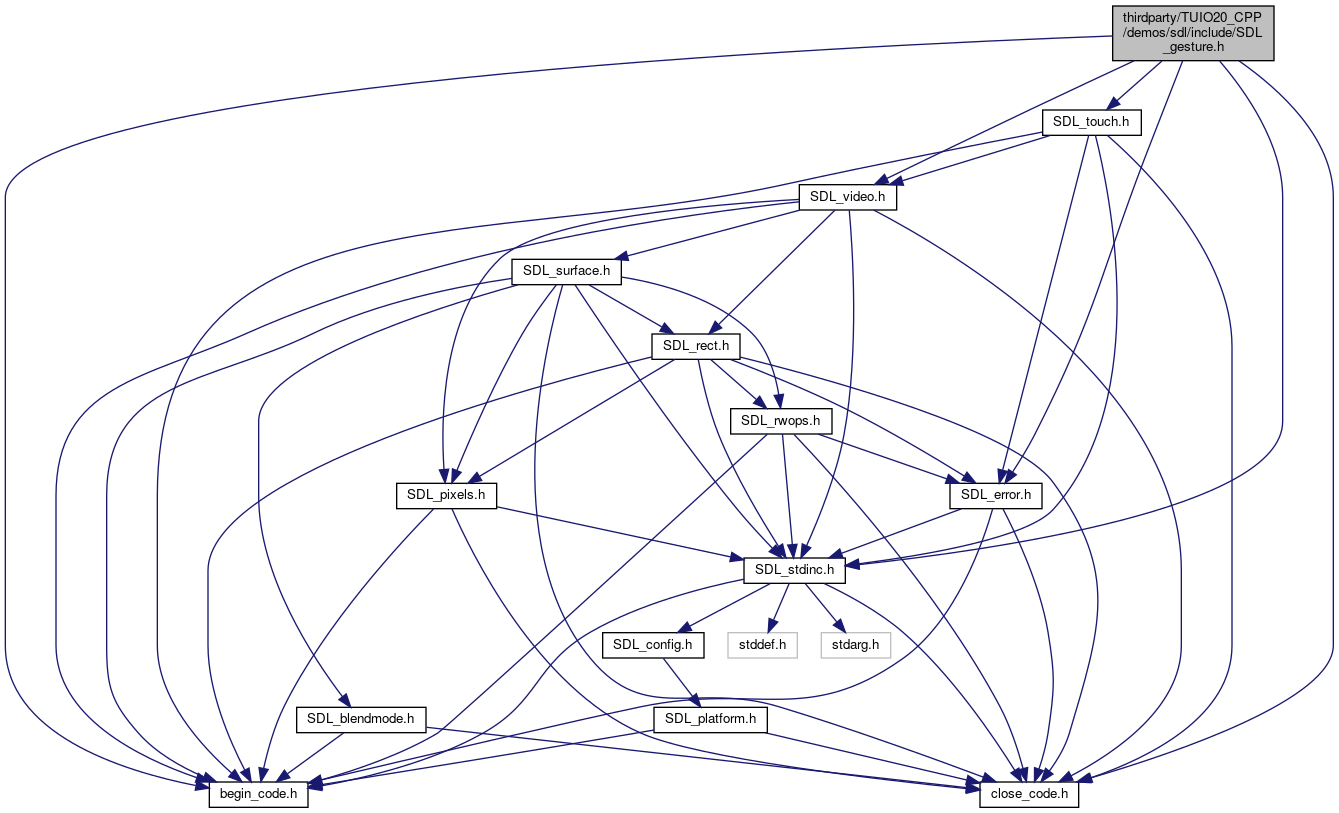 thirdparty/TUIO20_CPP
/demos/sdl/include/SDL
_gesture.h
SDL_touch.h
SDL_video.h
SDL_surface.h
SDL_rect.h
SDL_rwops.h
SDL_pixels.h
SDL_error.h
SDL_stdinc.h
SDL_config.h
stddef.h
stdarg.h
SDL_blendmode.h
SDL_platform.h
begin_code.h
close_code.h